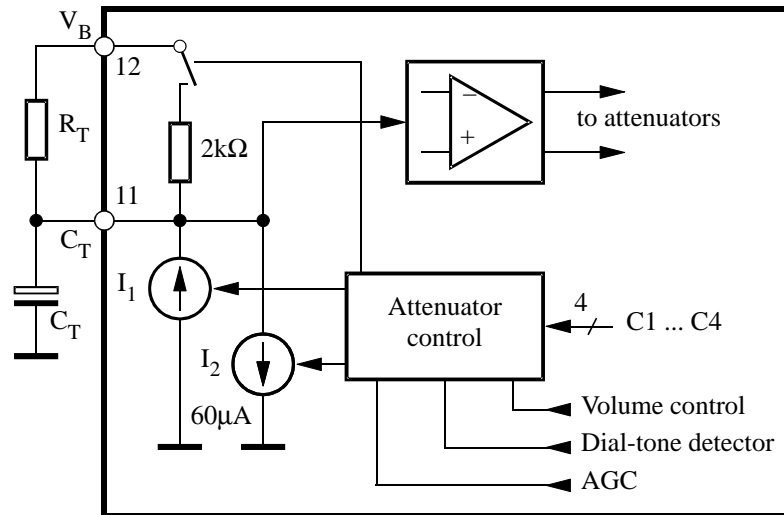 V_B
12
R_T
2kΩ
−
+
to attenuators
11
C_T
I_1
C_T
Attenuator
control
4
C1 ... C4
I_2
60μA
Volume control
Dial-tone detector
AGC